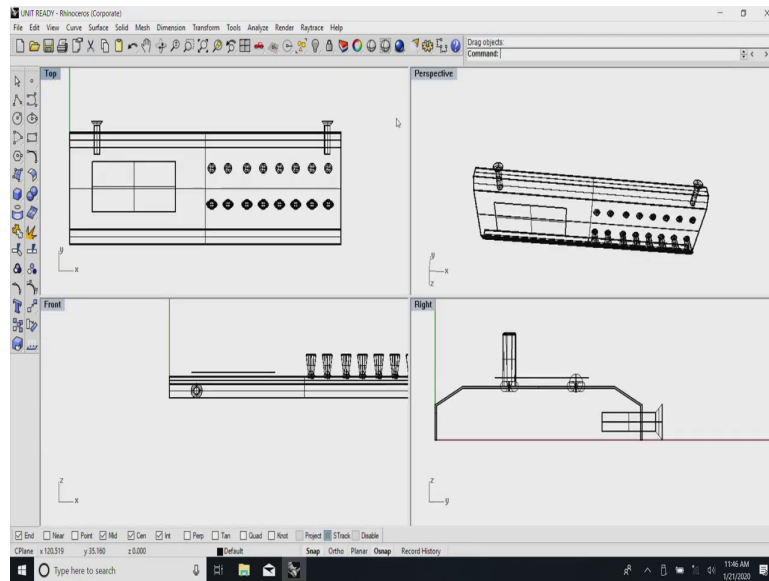 UNIT READY - Rhinoceros (Corporate)
File Edit View Curve Surface Solid Mesh Dimension Transform Tools Analyze Render Raytrace Help
Drag objects:
Command:
Top
Perspective
y
x
y
x
z
Front
Right
z
x
z
y
End Near Point Mid Cen Int Perp Tan Quad Knot Project STrack Disable
CPlane x 120.519 y 35.160 z 0.000 Default Snap Ortho Planar Osnap Record History
Type here to search
11:46 AM
1/21/2020